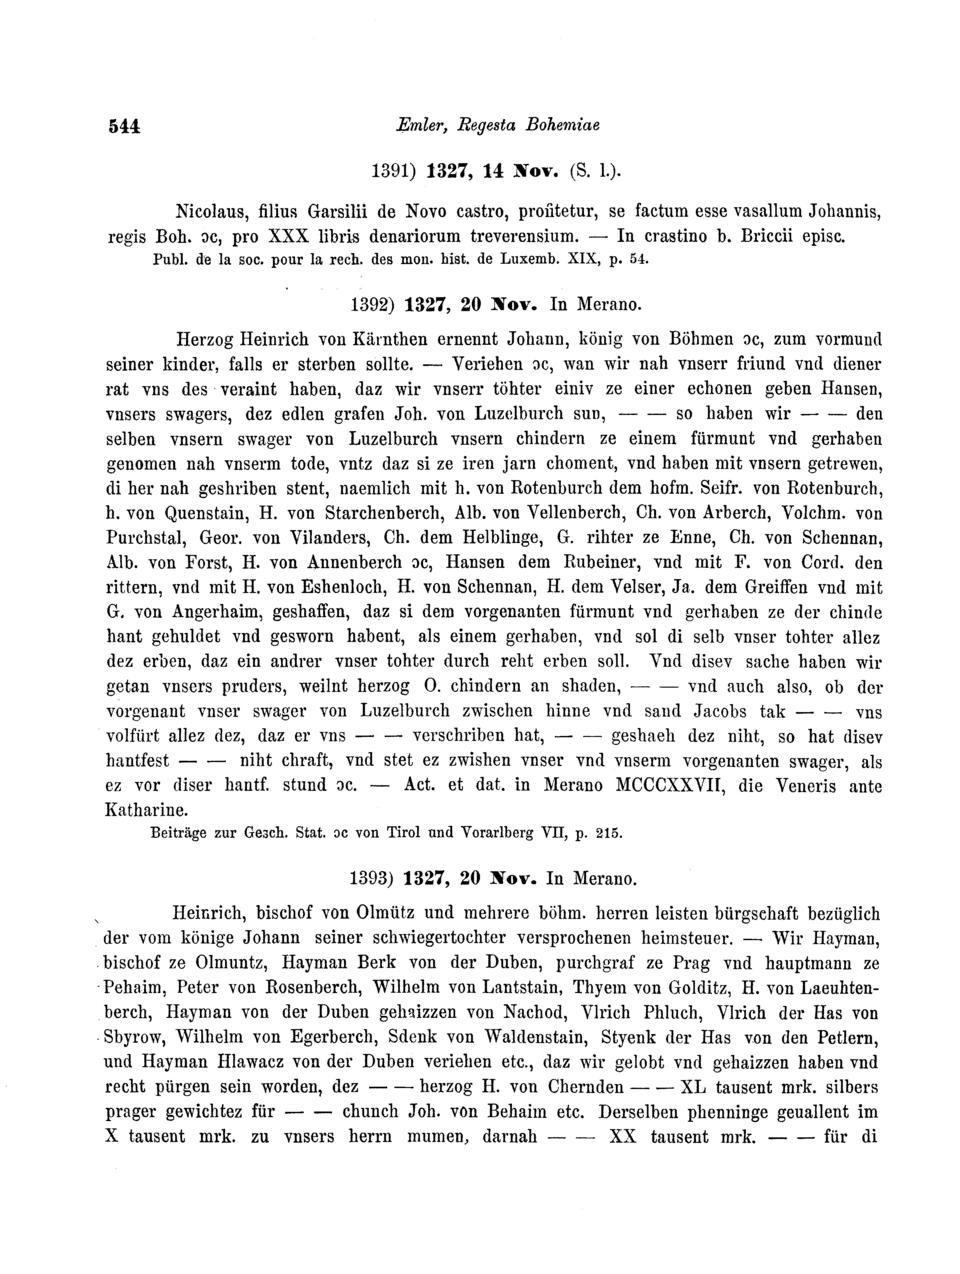 544 Emler, Regesta Bohemiae
1391) 1327, 14 Nov. (S. l.).
Nicolaus, filius Garsilii de Novo castro, profitetur, se factum esse vasallum Johannis,
regis Boh. ɔc, pro XXX libris denariorum treverensium. — In crastino b. Briccii episc.
Publ. de la soc. pour la rech. des mon. hist. de Luxemb. XIX, p. 54.
1392) 1327, 20 Nov. In Merano.
Herzog Heinrich von Kärnthen ernennt Johann, könig von Böhmen ɔc, zum vormund
seiner kinder, falls er sterben sollte. — Veriehen ɔc, wan wir nah vnserr friund vnd diener
rat vns des veraint haben, daz wir vnserr töhter einiv ze einer echonen geben Hansen,
vnsers swagers, dez edlen grafen Joh. von Luzelburch sun, — — so haben wir — — den
selben vnsern swager von Luzelburch vnsern chindern ze einem fürmunt vnd gerhaben
genomen nah vnserm tode, vntz daz si ze iren jarn choment, vnd haben mit vnsern getrewen,
di her nah geshriben stent, naemlich mit h. von Rotenburch dem hofm. Seifr. von Rotenburch,
h. von Quenstain, H. von Starchenberch, Alb. von Vellenberch, Ch. von Arberch, Volchm. von
Purchstal, Geor. von Vilanders, Ch. dem Helblinge, G. rihter ze Enne, Ch. von Schennan,
Alb. von Forst, H. von Annenberch ɔc, Hansen dem Rubeiner, vnd mit F. von Cord. den
rittern, vnd mit H. von Eshenloch, H. von Schennan, H. dem Velser, Ja. dem Greiffen vnd mit
G. von Angerhaim, geshaffen, daz si dem vorgenanten fürmunt vnd gerhaben ze der chinde
hant gehuldet vnd gesworn habent, als einem gerhaben, vnd sol di selb vnser tohter allez
dez erben, daz ein andrer vnser tohter durch reht erben soll. Vnd disev sache haben wir
getan vnsers pruders, weilnt herzog O. chindern an shaden, — — vnd auch also, ob der
vorgenant vnser swager von Luzelburch zwischen hinne vnd sand Jacobs tak — — vns
volfürt allez dez, daz er vns — — verschriben hat, — — geshaeh dez niht, so hat disev
hantfest — — niht chraft, vnd stet ez zwishen vnser vnd vnserm vorgenanten swager, als
ez vor diser hantf. stund ɔc. — Act. et dat. in Merano MCCCXXVII, die Veneris ante
Katharine.
Beiträge zur Gesch. Stat. ɔc von Tirol und Vorarlberg VII, p. 215.
1393) 1327, 20 Nov. In Merano.
Heinrich, bischof von Olmütz und mehrere böhm. herren leisten bürgschaft bezüglich
der vom könige Johann seiner schwiegertochter versprochenen heimsteuer. — Wir Hayman,
bischof ze Olmuntz, Hayman Berk von der Duben, purchgraf ze Prag vnd hauptmann ze
Pehaim, Peter von Rosenberch, Wilhelm von Lantstain, Thyem von Golditz, H. von Laeuhten-
berch, Hayman von der Duben gehaizzen von Nachod, Vlrich Phluch, Vlrich der Has von
Sbyrow, Wilhelm von Egerberch, Sdenk von Waldenstain, Styenk der Has von den Petlern,
und Hayman Hlawacz von der Duben veriehen etc., daz wir gelobt vnd gehaizzen haben vnd
recht pürgen sein worden, dez — — herzog H. von Chernden — — XL tausent mrk. silbers
prager gewichtez für — — chunch Joh. von Behaim etc. Derselben phenninge geuallent im
X tausent mrk. zu vnsers herrn mumen, darnah — — XX tausent mrk. — — für di